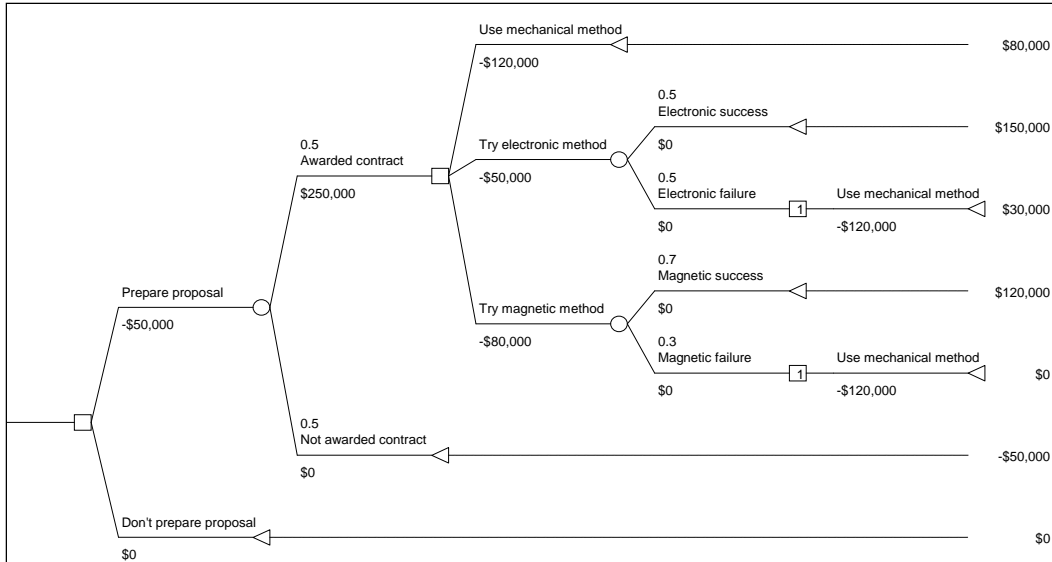 Use mechanical method
-$120,000
$80,000
0.5
Electronic success
$0
$150,000
Try electronic method
-$50,000
0.5
Awarded contract
$250,000
0.5
Electronic failure
$0
1
Use mechanical method
-$120,000
$30,000
0.7
Magnetic success
$0
$120,000
Prepare proposal
-$50,000
Try magnetic method
-$80,000
0.3
Magnetic failure
$0
1
Use mechanical method
-$120,000
$0
0.5
Not awarded contract
$0
-$50,000
Don't prepare proposal
$0
$0